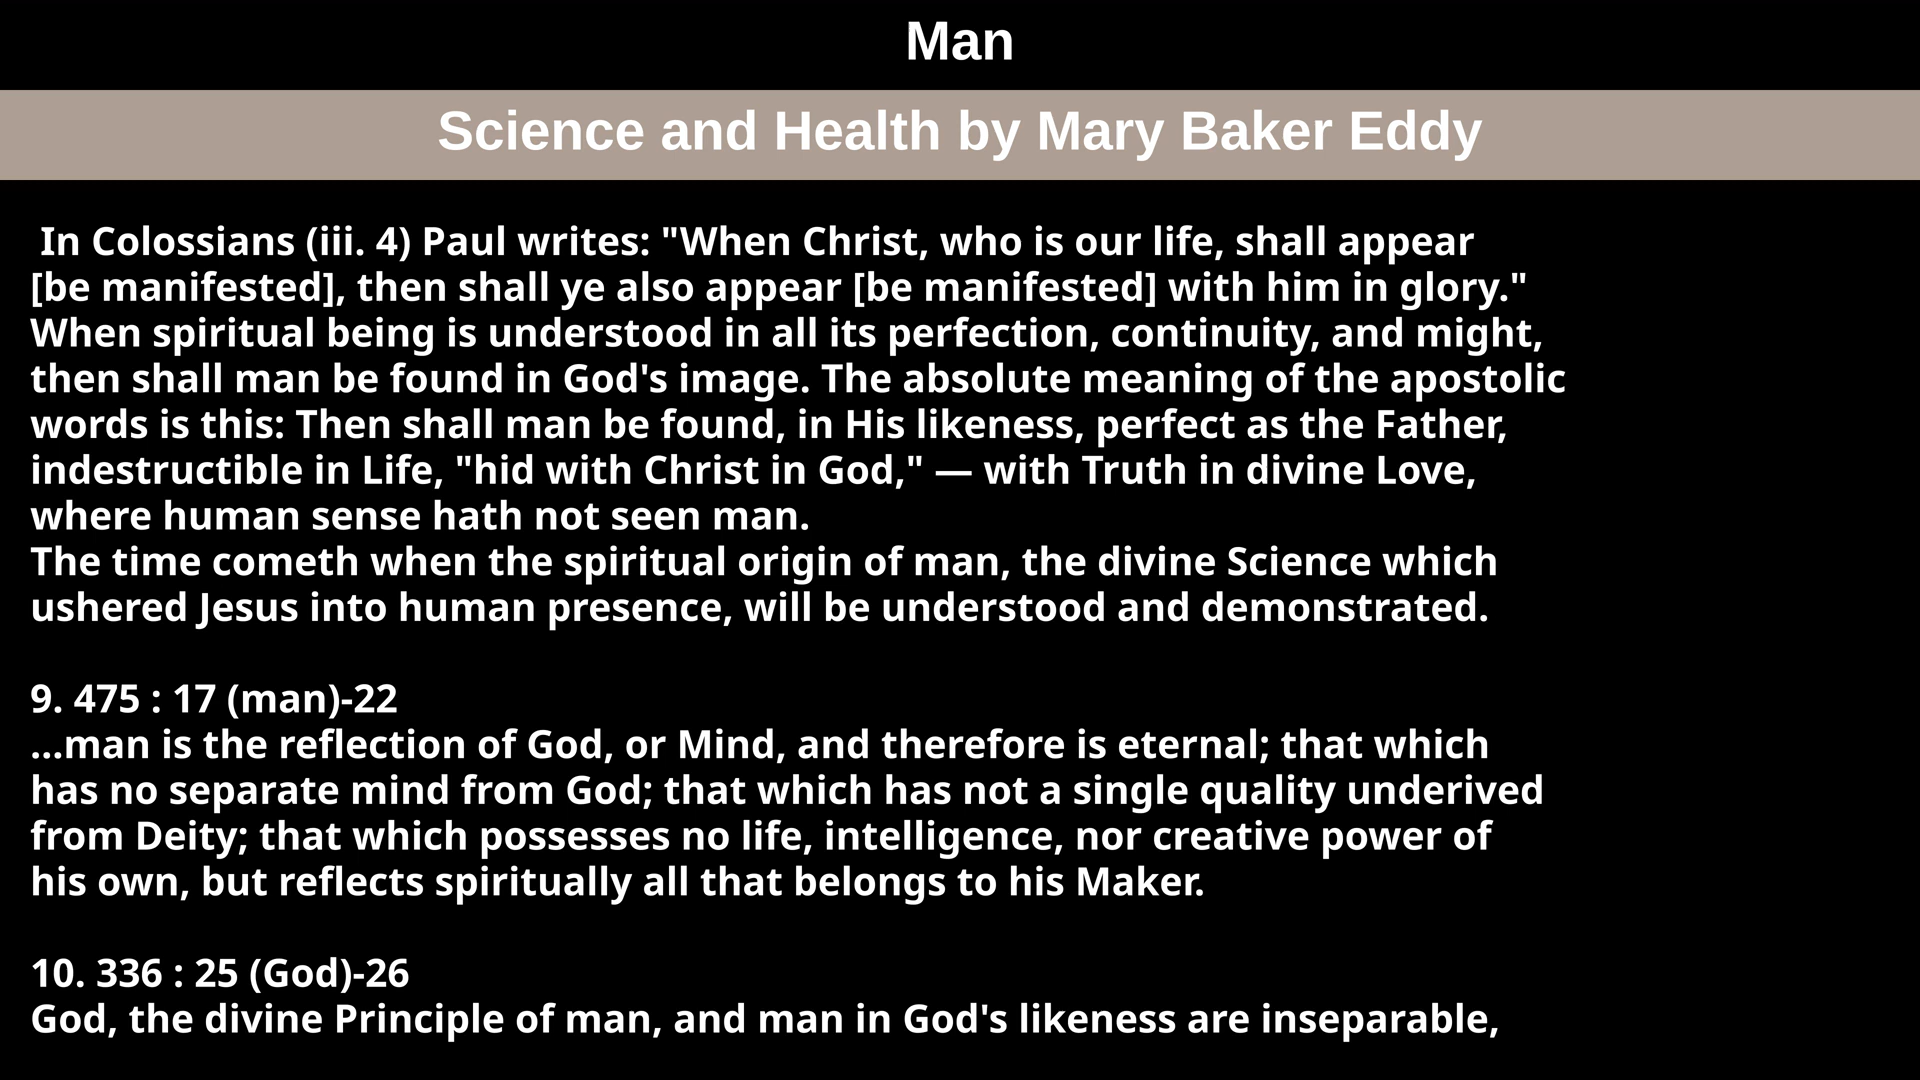 Man
Science and Health by Mary Baker Eddy
In Colossians (iii. 4) Paul writes: "When Christ, who is our life, shall appear
[be manifested], then shall ye also appear [be manifested] with him in glory."
When spiritual being is understood in all its perfection, continuity, and might,
then shall man be found in God's image. The absolute meaning of the apostolic
words is this: Then shall man be found, in His likeness, perfect as the Father,
indestructible in Life, "hid with Christ in God," — with Truth in divine Love,
where human sense hath not seen man.
The time cometh when the spiritual origin of man, the divine Science which
ushered Jesus into human presence, will be understood and demonstrated.
9. 475 : 17 (man)-22
...man is the reflection of God, or Mind, and therefore is eternal; that which
has no separate mind from God; that which has not a single quality underived
from Deity; that which possesses no life, intelligence, nor creative power of
his own, but reflects spiritually all that belongs to his Maker.
10. 336 : 25 (God)-26
God, the divine Principle of man, and man in God's likeness are inseparable,